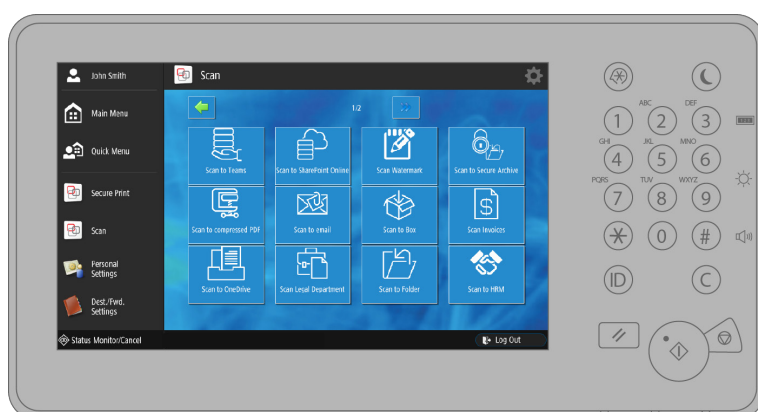 John Smith
Scan
Main Menu
1/2
Quick Menu
Scan to Teams
Scan to SharePoint Online
Scan Watermark
Scan to Secure Archive
Secure Print
Scan to compressed PDF
Scan to email
Scan to Box
Scan Invoices
Scan
Personal
Settings
Scan to OneDrive
Scan Legal Department
Scan to Folder
Scan to HRM
Dest./Fwd.
Settings
Status Monitor/Cancel
Log Out
ABC
DEF
1
2
3
GHI
JKL
MNO
4
5
6
PQRS
TUV
WXYZ
7
8
9
0
#
ID
C